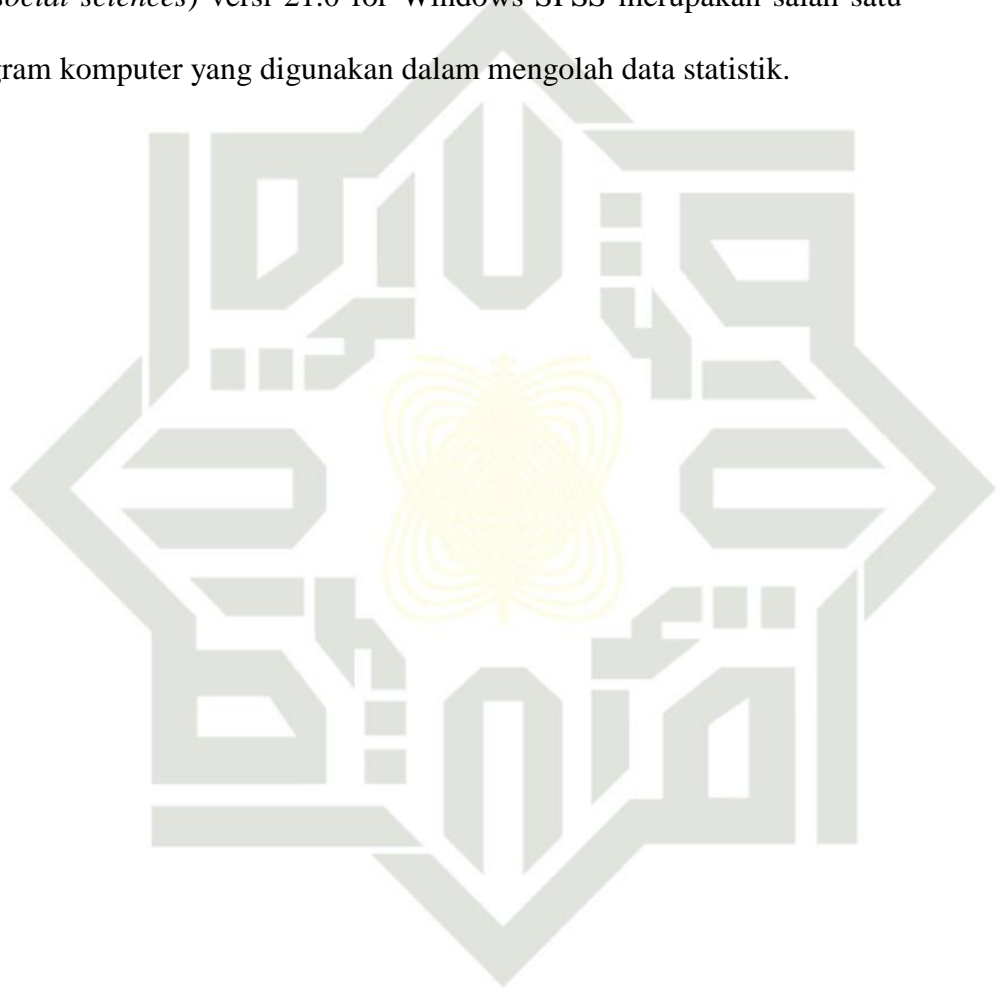 social sciences) versi 21.0 for Windows SPSS merupakan salah satu
gram komputer yang digunakan dalam mengolah data statistik.